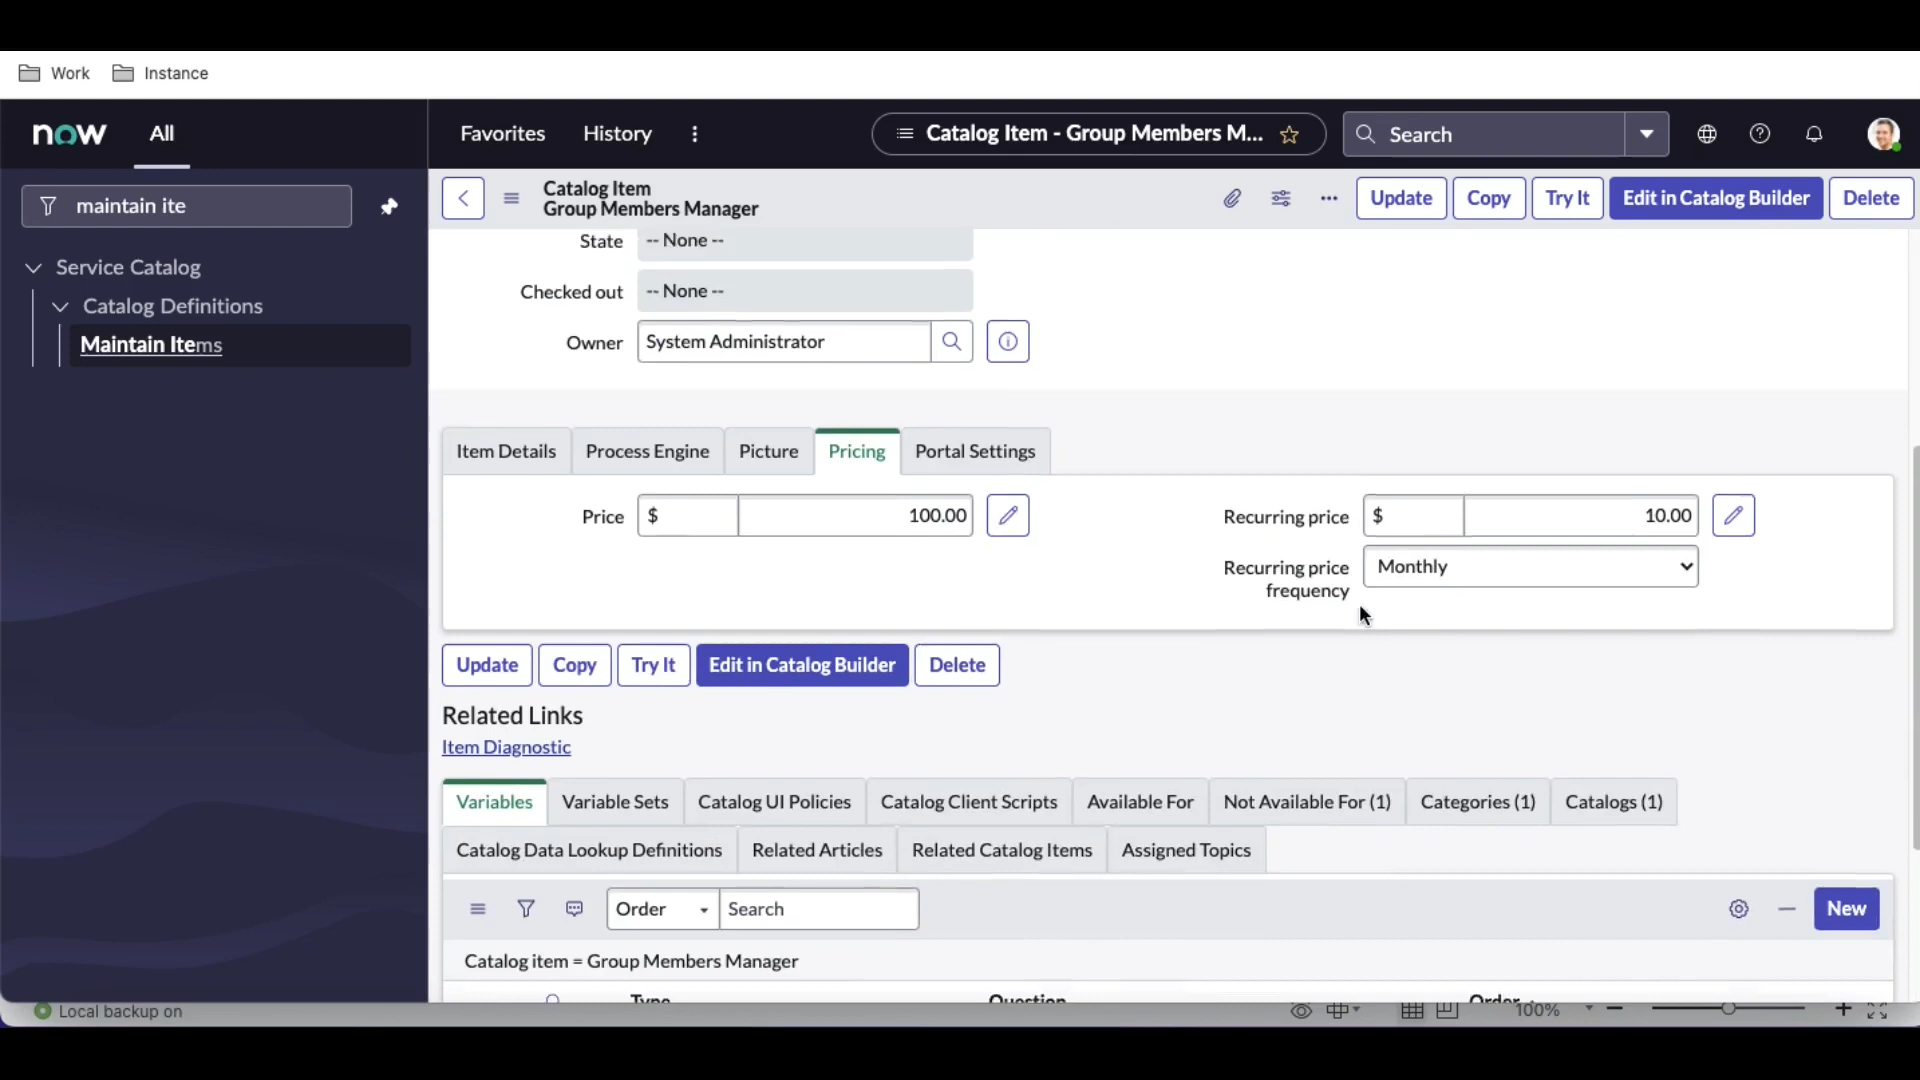 Work Instance
now All Favorites History Catalog Item - Group Members M... Search
maintain ite
Catalog Item
Group Members Manager
Update Copy Try It Edit in Catalog Builder Delete
Service Catalog
Catalog Definitions
Maintain Items
State -- None --
Checked out -- None --
Owner System Administrator
Item Details Process Engine Picture Pricing Portal Settings
Price $ 100.00 Recurring price $ 10.00
Recurring price
frequency Monthly
Update Copy Try It Edit in Catalog Builder Delete
Related Links
Item Diagnostic
Variables Variable Sets Catalog UI Policies Catalog Client Scripts Available For Not Available For (1) Categories (1) Catalogs (1)
Catalog Data Lookup Definitions Related Articles Related Catalog Items Assigned Topics
Order Search New
Catalog item = Group Members Manager
Type Question Order
Local backup on 100%